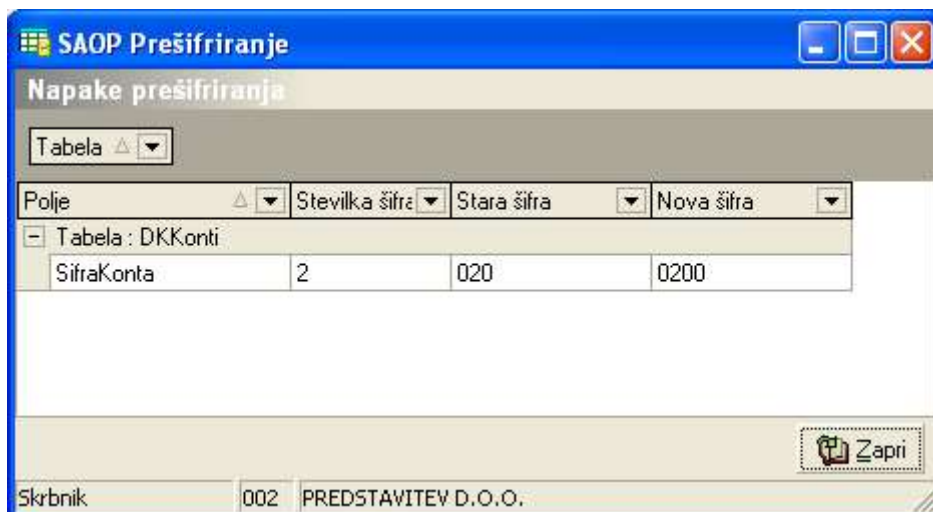 SAOP Prešifriranje
Napake prešifriranja
Tabela
Polje Stevilka šifra Stara šifra Nova šifra
Tabela : DKKonti
SifraKonta 2 020 0200
Zapri
Skrbnik 002 PREDSTAVITEV D.O.O.